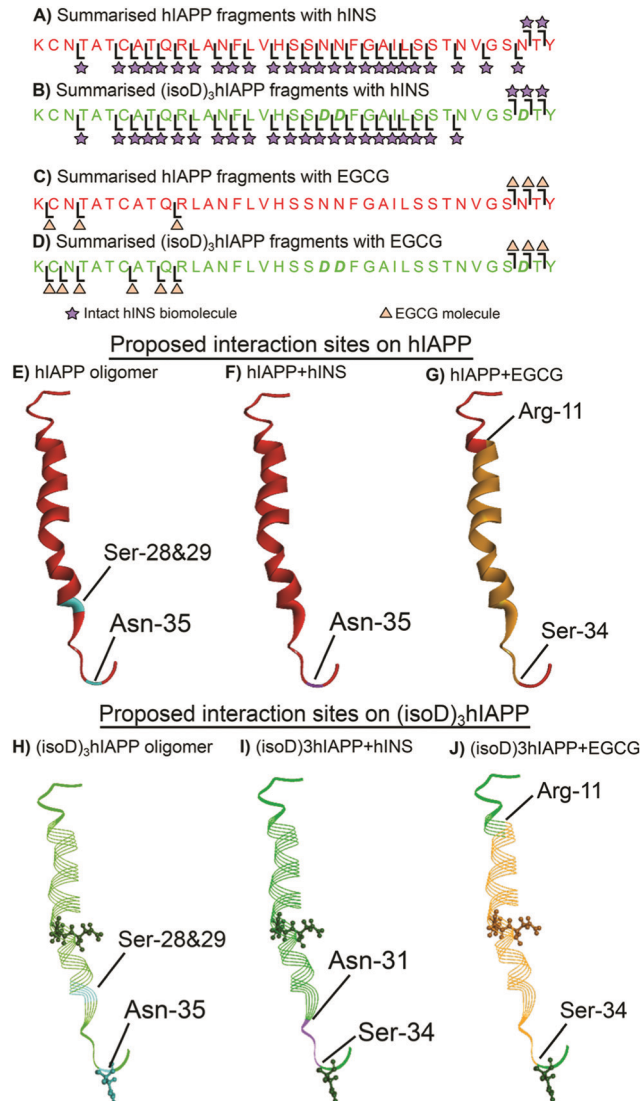 A) Summarised hIAPP fragments with hINS
KCNTATCATQRLANFLVHSSNNFGAILSSTNVGSNTY
B) Summarised (isoD)₃hIAPP fragments with hINS
KCNTATCATQRLANFLVHSSDDFGAILSSTNVGSDTY
C) Summarised hIAPP fragments with EGCG
KCNTATCATQRLANFLVHSSNNFGAILSSTNVGSNTY
D) Summarised (isoD)₃hIAPP fragments with EGCG
KCNTATCATQRLANFLVHSSDDFGAILSSTNVGSDTY
Intact hINS biomolecule EGCG molecule
Proposed interaction sites on hIAPP
E) hIAPP oligomer F) hIAPP+hINS G) hIAPP+EGCG
Arg-11
Ser-28&29
Asn-35 Asn-35 Ser-34
Proposed interaction sites on (isoD)₃hIAPP
H) (isoD)₃hIAPP oligomer I) (isoD)3hIAPP+hINS J) (isoD)3hIAPP+EGCG
Arg-11
Ser-28&29
Asn-31
Asn-35 Ser-34 Ser-34